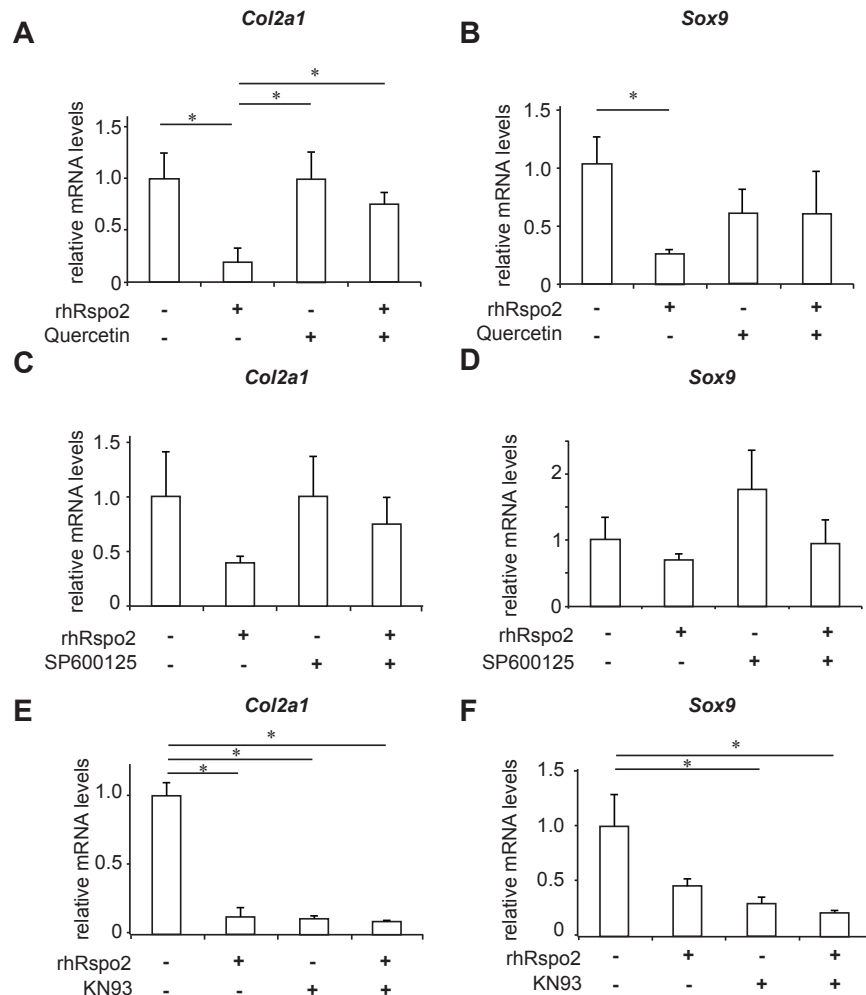 A
Col2a1
*
*
*
relative mRNA levels
1.5
1.0
0.5
0
rhRspo2 - + - +
Quercetin - - + +
B
Sox9
*
relative mRNA levels
1.5
1.0
0.5
0
rhRspo2 - + - +
Quercetin - - + +
C
Col2a1
relative mRNA levels
1.5
1.0
0.5
0
rhRspo2 - + - +
SP600125 - - + +
D
Sox9
relative mRNA levels
2
1
0
rhRspo2 - + - +
SP600125 - - + +
E
Col2a1
*
*
*
relative mRNA levels
1.0
0.5
0
rhRspo2 - + - +
KN93 - - + +
F
Sox9
*
*
relative mRNA levels
1.5
1.0
0.5
0
rhRspo2 - + - +
KN93 - - + +